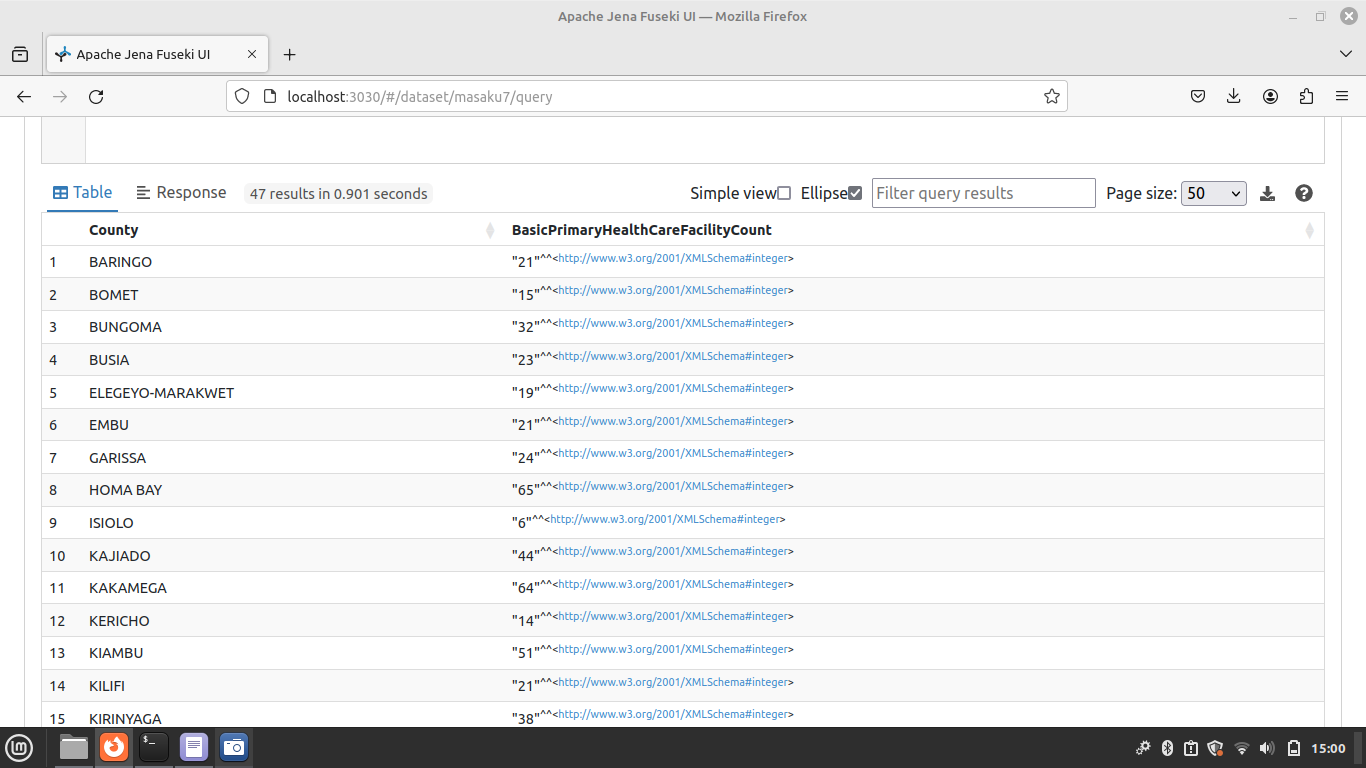 Apache Jena Fuseki UI — Mozilla Firefox
Apache Jena Fuseki UI
localhost:3030/#/dataset/masaku7/query
Table Response 47 results in 0.901 seconds Simple view Ellipse Filter query results Page size: 50
County BasicPrimaryHealthCareFacilityCount
1 BARINGO "21"^^<http://www.w3.org/2001/XMLSchema#integer>
2 BOMET "15"^^<http://www.w3.org/2001/XMLSchema#integer>
3 BUNGOMA "32"^^<http://www.w3.org/2001/XMLSchema#integer>
4 BUSIA "23"^^<http://www.w3.org/2001/XMLSchema#integer>
5 ELEGEYO-MARAKWET "19"^^<http://www.w3.org/2001/XMLSchema#integer>
6 EMBU "21"^^<http://www.w3.org/2001/XMLSchema#integer>
7 GARISSA "24"^^<http://www.w3.org/2001/XMLSchema#integer>
8 HOMA BAY "65"^^<http://www.w3.org/2001/XMLSchema#integer>
9 ISIOLO "6"^^<http://www.w3.org/2001/XMLSchema#integer>
10 KAJIADO "44"^^<http://www.w3.org/2001/XMLSchema#integer>
11 KAKAMEGA "64"^^<http://www.w3.org/2001/XMLSchema#integer>
12 KERICHO "14"^^<http://www.w3.org/2001/XMLSchema#integer>
13 KIAMBU "51"^^<http://www.w3.org/2001/XMLSchema#integer>
14 KILIFI "21"^^<http://www.w3.org/2001/XMLSchema#integer>
15 KIRINYAGA "38"^^<http://www.w3.org/2001/XMLSchema#integer>
15:00